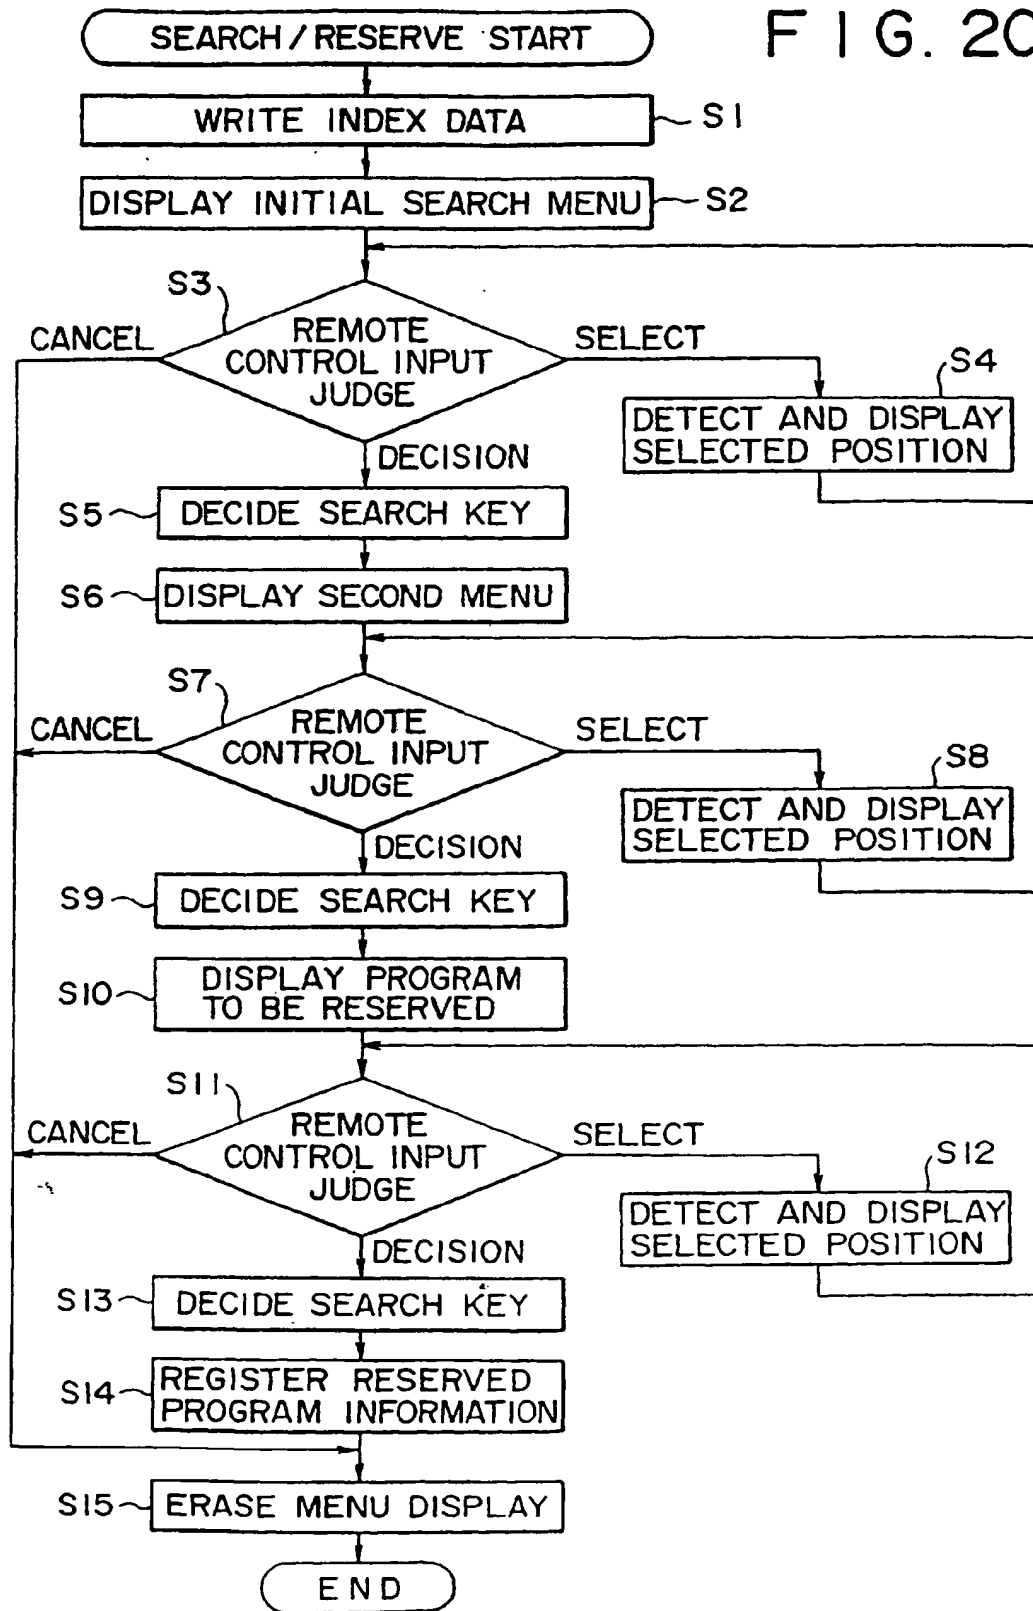 FIG. 20
SEARCH/RESERVE START
WRITE INDEX DATA
S1
DISPLAY INITIAL SEARCH MENU
S2
S3
CANCEL
REMOTE
CONTROL INPUT
JUDGE
SELECT
S4
DETECT AND DISPLAY
SELECTED POSITION
DECISION
S5
DECIDE SEARCH KEY
S6
DISPLAY SECOND MENU
S7
CANCEL
REMOTE
CONTROL INPUT
JUDGE
SELECT
S8
DETECT AND DISPLAY
SELECTED POSITION
DECISION
S9
DECIDE SEARCH KEY
S10
DISPLAY PROGRAM
TO BE RESERVED
S11
CANCEL
REMOTE
CONTROL INPUT
JUDGE
SELECT
S12
DETECT AND DISPLAY
SELECTED POSITION
DECISION
S13
DECIDE SEARCH KEY
S14
REGISTER RESERVED
PROGRAM INFORMATION
S15
ERASE MENU DISPLAY
END